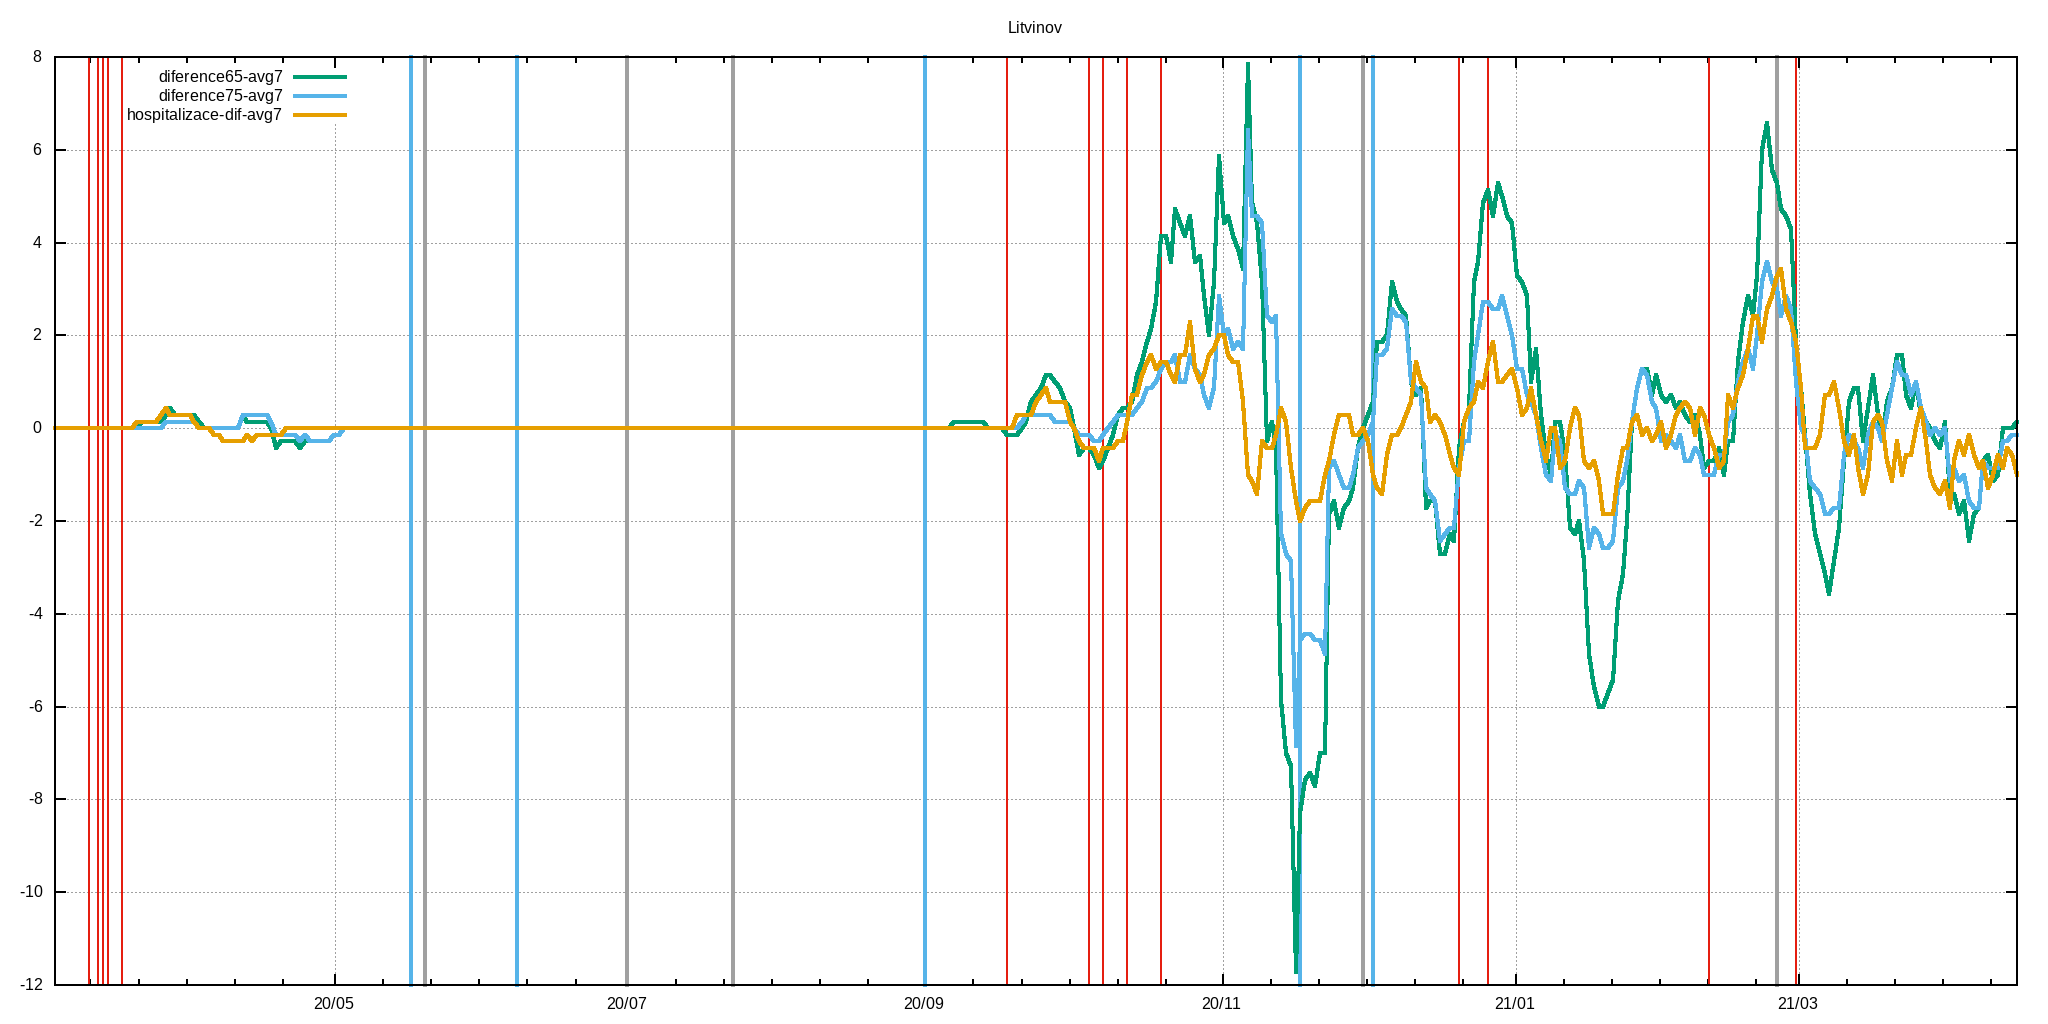 Litvinov
diference65-avg7
diference75-avg7
hospitalizace-dif-avg7
8
6
4
2
0
-2
-4
-6
-8
-10
-12
20/05 20/07 20/09 20/11 21/01 21/03